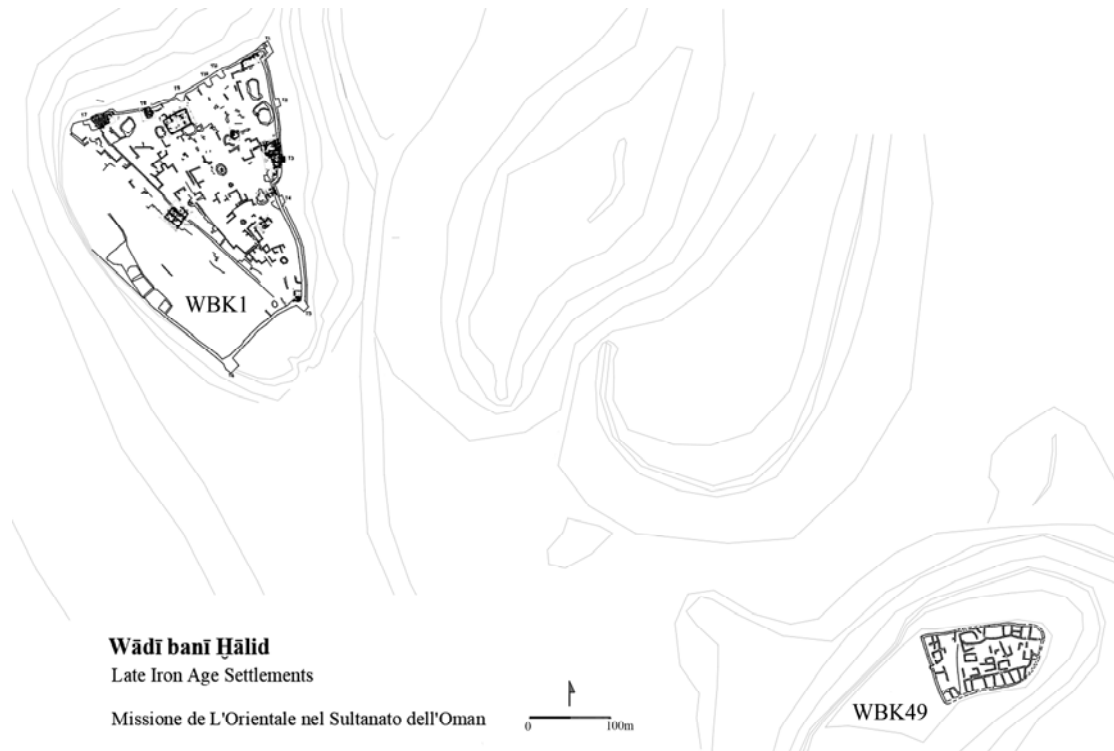 WBK1
Wādī banī Ḫālid
Late Iron Age Settlements
Missione de L'Orientale nel Sultanato dell'Oman
0 100m
WBK49